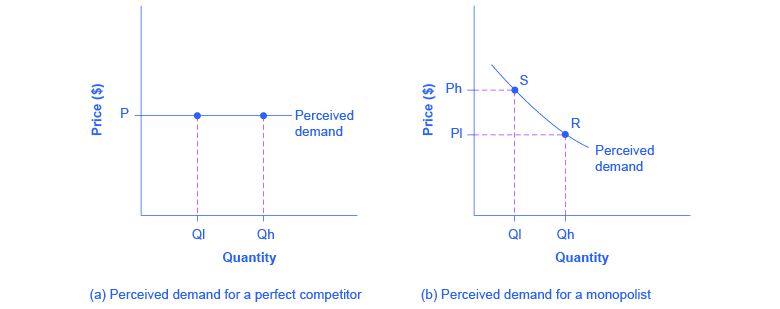 Price ($)
P
Perceived
demand
Ql
Qh
Quantity
(a) Perceived demand for a perfect competitor
Price ($)
Ph
S
Pl
R
Perceived
demand
Ql
Qh
Quantity
(b) Perceived demand for a monopolist